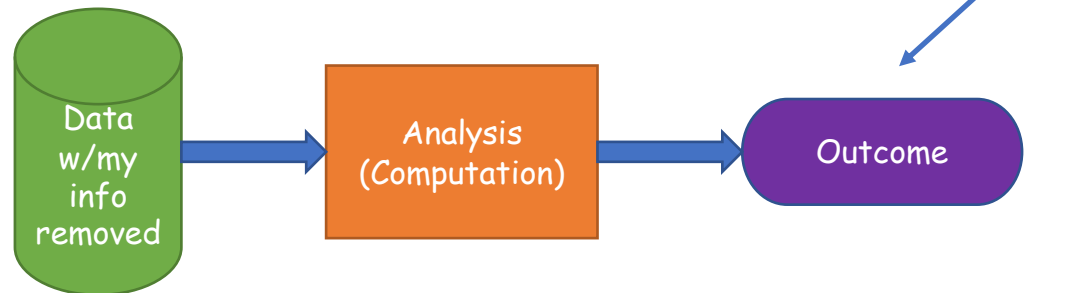 Data
w/my
info
removed
Analysis
(Computation)
Outcome